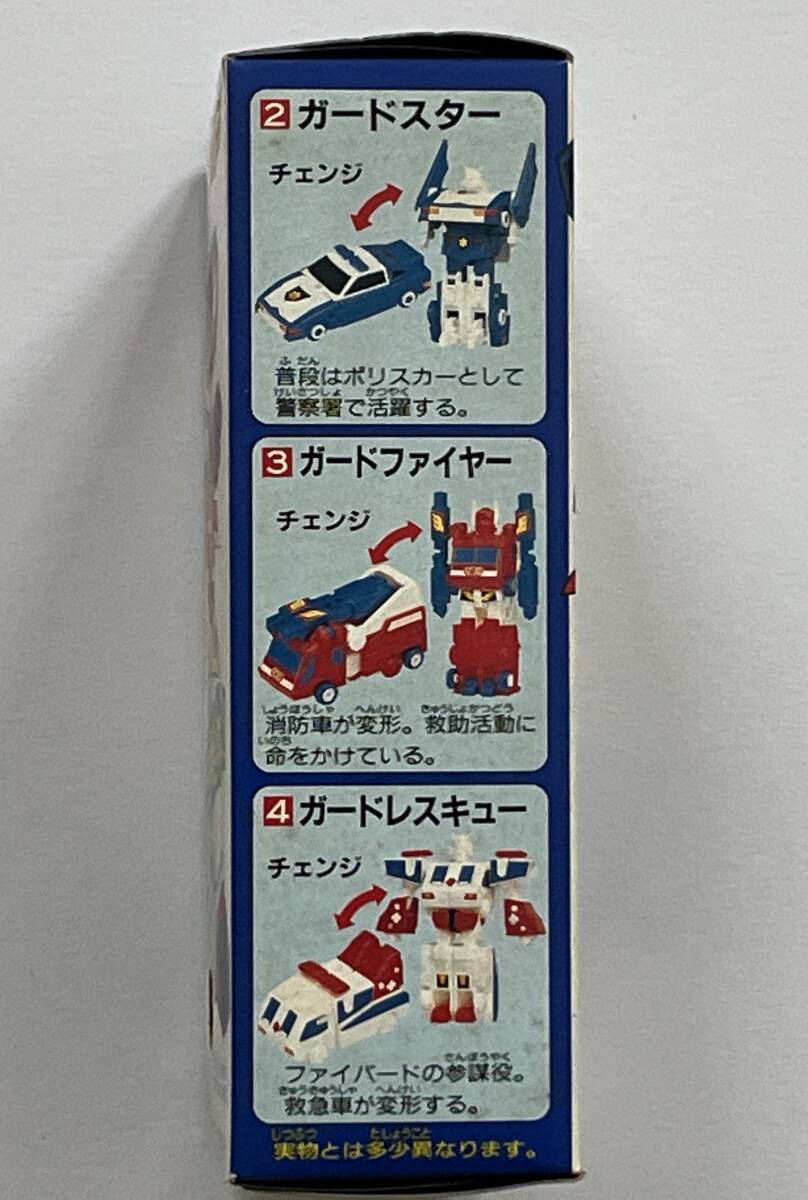 2 ガードスター
チェンジ
ふだん
普段はポリスカーとして
けいさつしょ かつやく
警察署で活躍する。
3 ガードファイヤー
チェンジ
しょうぼうしゃ へんけい きゅうじょかつどう
消防車が変形。救助活動に
いのち
命をかけている。
4 ガードレスキュー
チェンジ
さんぼうやく
ファイバードの参謀役。
きゅうきゅうしゃ へんけい
救急車が変形する。
じつぶつ たしょうこと
実物とは多少異なります。